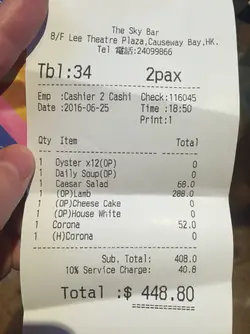 The Sky Bar
8/F Lee Theatre Plaza,Causeway Bay,HK.
Tel 電話:24099866
Tbl:34 2pax
Emp :Cashier 2 Cashi Check:116045
Date :2016-06-25 Time :18:50
Print:1
Qty Item Total
1 Oyster x12(OP) 0
1 Daily Soup(OP) 0
1 Caesar Salad 68.0
1 (OP)Lamb 288.0
1 (OP)Cheese Cake 0
1 (OP)House White 0
1 Corona 52.0
1 (H)Corona 0
Sub. Total: 408.0
10% Service Charge: 40.8
Total :$ 448.80